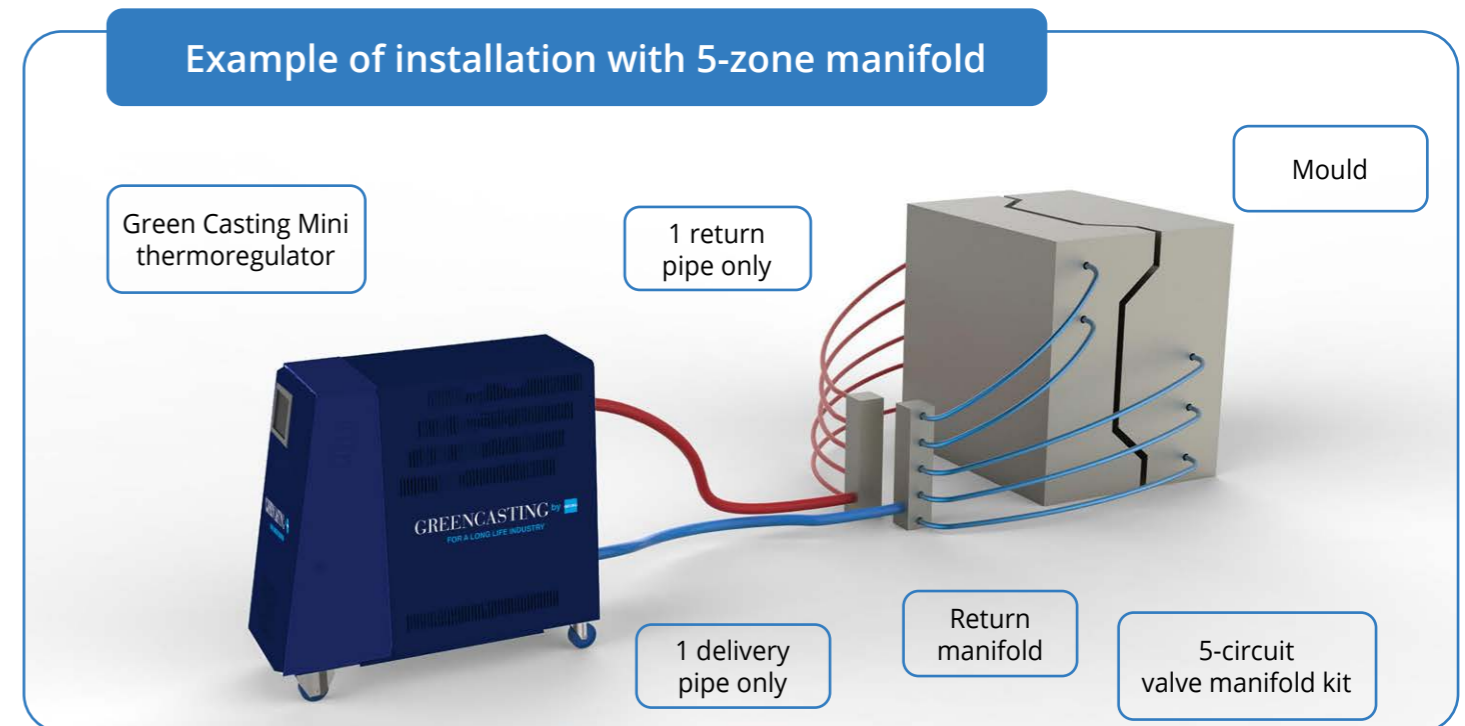 Example of installation with 5-zone manifold
Mould
Green Casting Mini
thermoregulator
1 return
pipe only
GREENCASTING by
FOR A LONG LIFE INDUSTRY
Return
manifold
1 delivery
pipe only
5-circuit
valve manifold kit